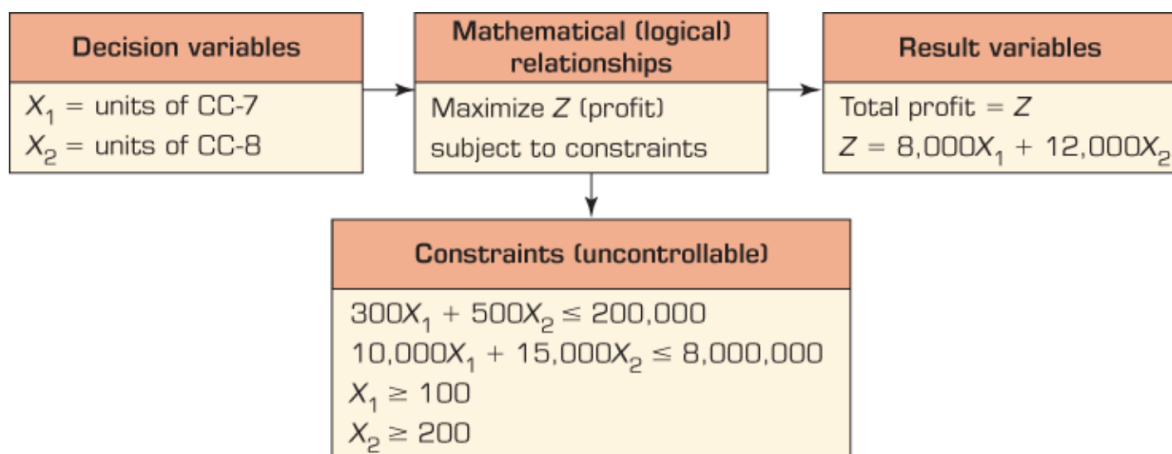 Decision variables
X₁ = units of CC-7
X₂ = units of CC-8
Mathematical (logical)
relationships
Maximize Z (profit)
subject to constraints
Result variables
Total profit = Z
Z = 8,000X₁ + 12,000X₂
Constraints (uncontrollable)
300X₁ + 500X₂ ≤ 200,000
10,000X₁ + 15,000X₂ ≤ 8,000,000
X₁ ≥ 100
X₂ ≥ 200